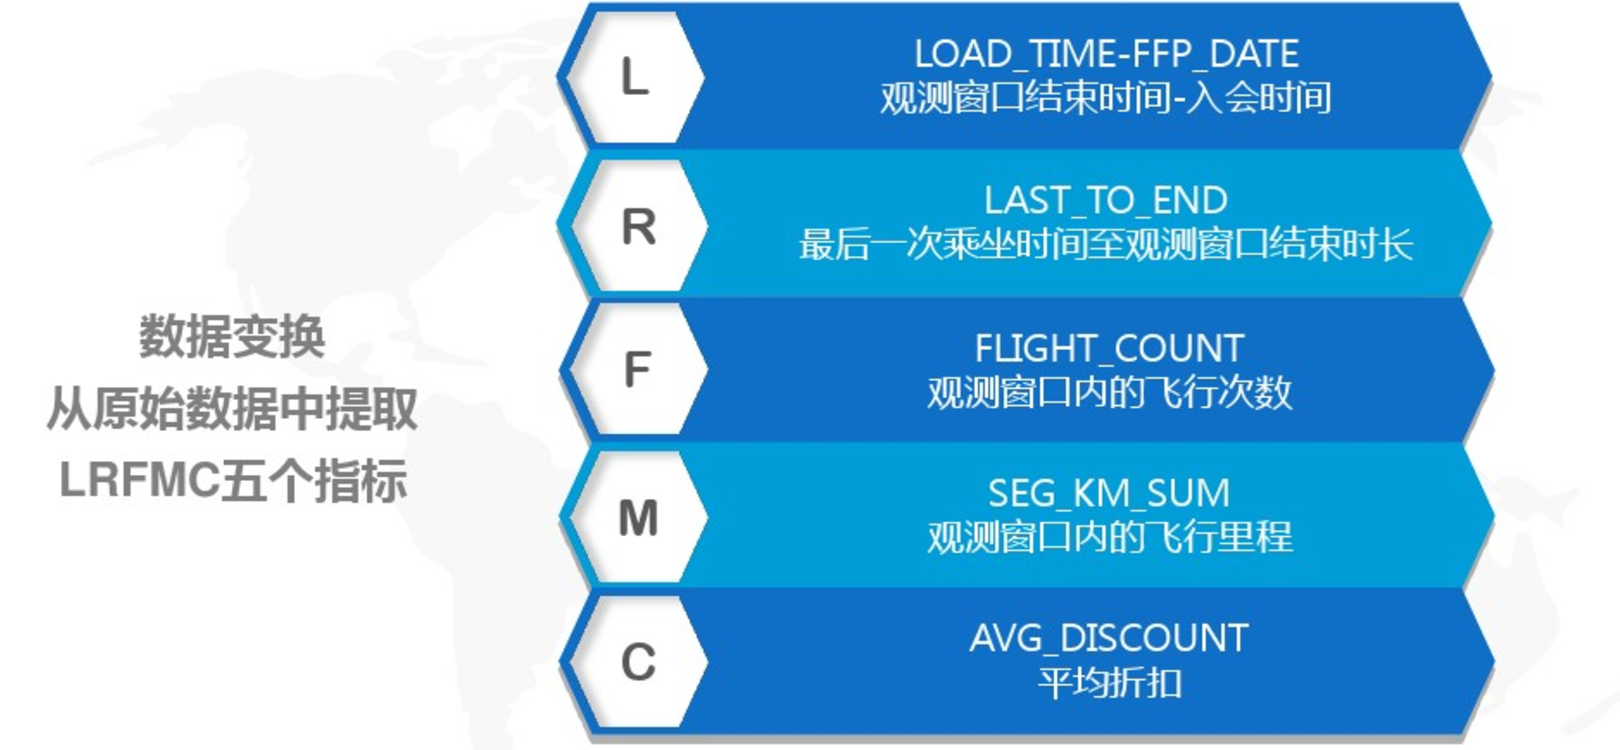 数据变换
从原始数据中提取
LRFMC五个指标
L
LOAD_TIME-FFP_DATE
观测窗口结束时间-入会时间
R
LAST_TO_END
最后一次乘坐时间至观测窗口结束时长
F
FLIGHT_COUNT
观测窗口内的飞行次数
M
SEG_KM_SUM
观测窗口内的飞行里程
C
AVG_DISCOUNT
平均折扣